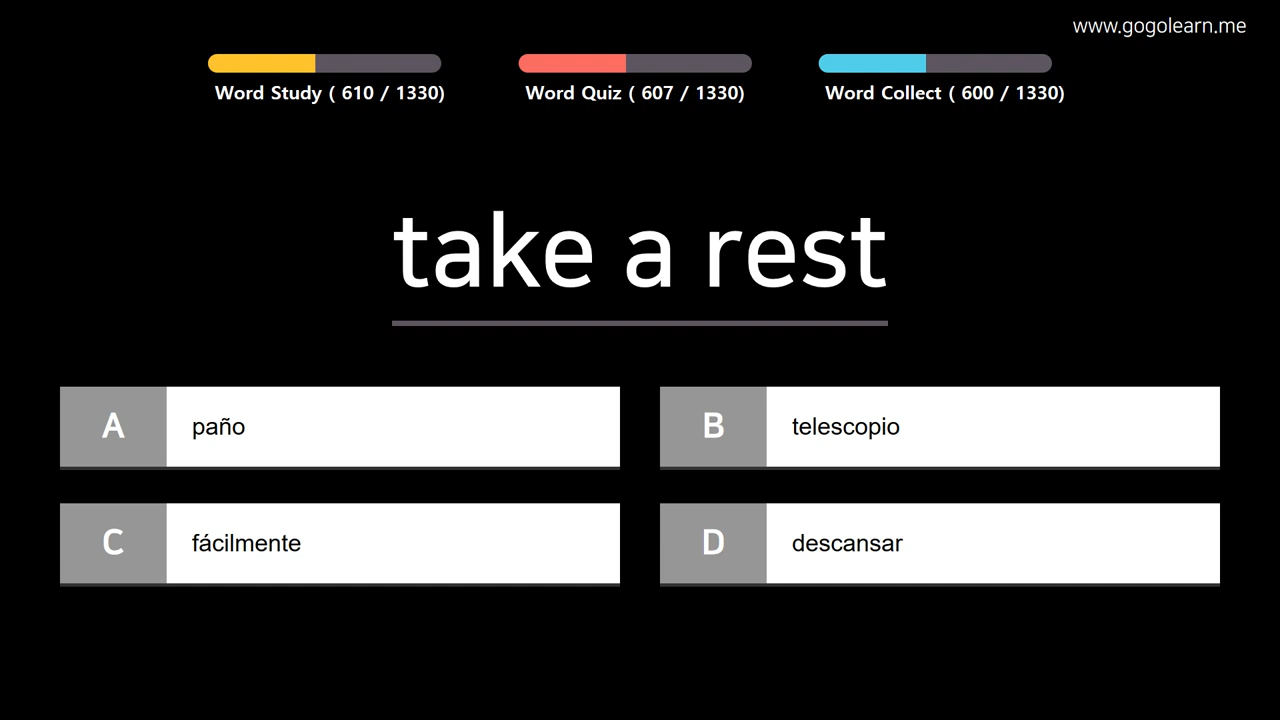 www.gogolearn.me
Word Study ( 610 / 1330)
Word Quiz ( 607 / 1330)
Word Collect ( 600 / 1330)
take a rest
A paño
B telescopio
C fácilmente
D descansar